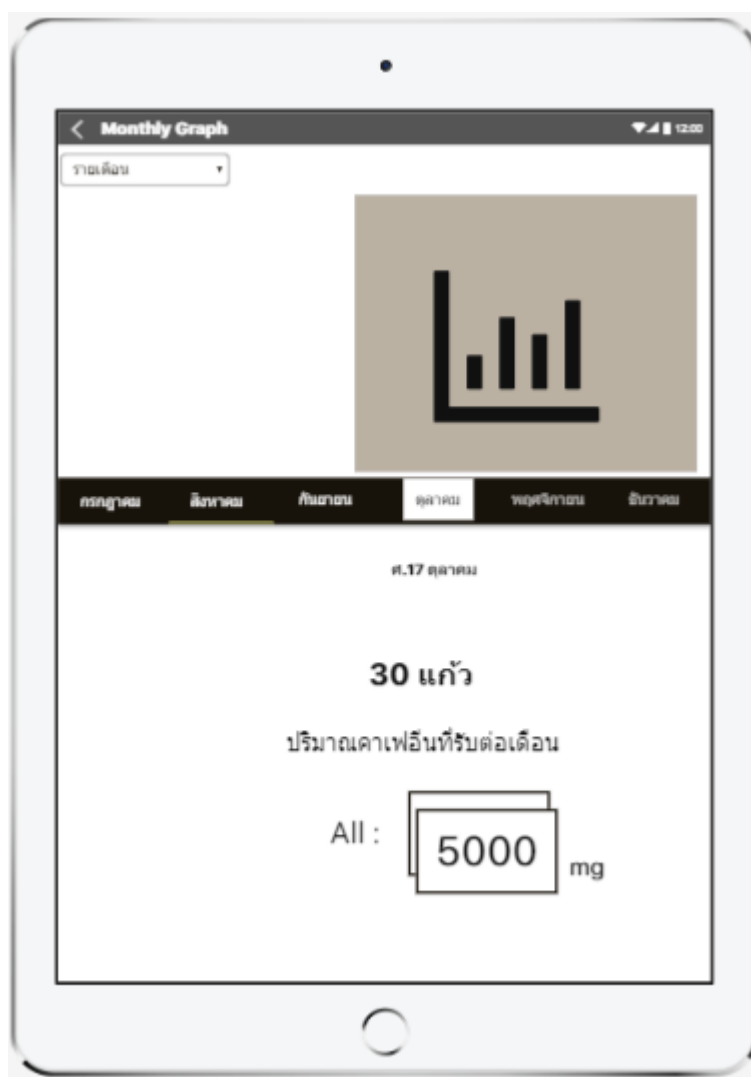 Monthly Graph 12:00
รายเดือน
กรกฎาคม สิงหาคม กันยายน ตุลาคม พฤศจิกายน ธันวาคม
ศ.17 ตุลาคม
30 แก้ว
ปริมาณคาเฟอีนที่รับต่อเดือน
All : 5000 mg